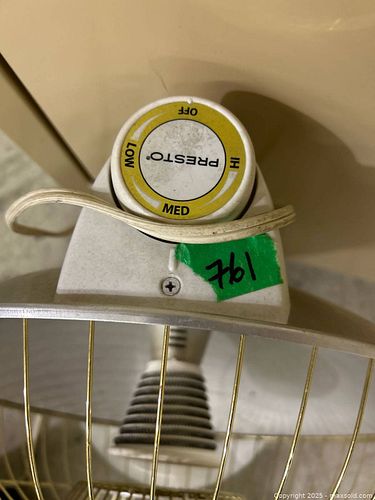 OFF
LOW
PRESTO®
HI
MED
761
Copyright 2025 - maxsold.com